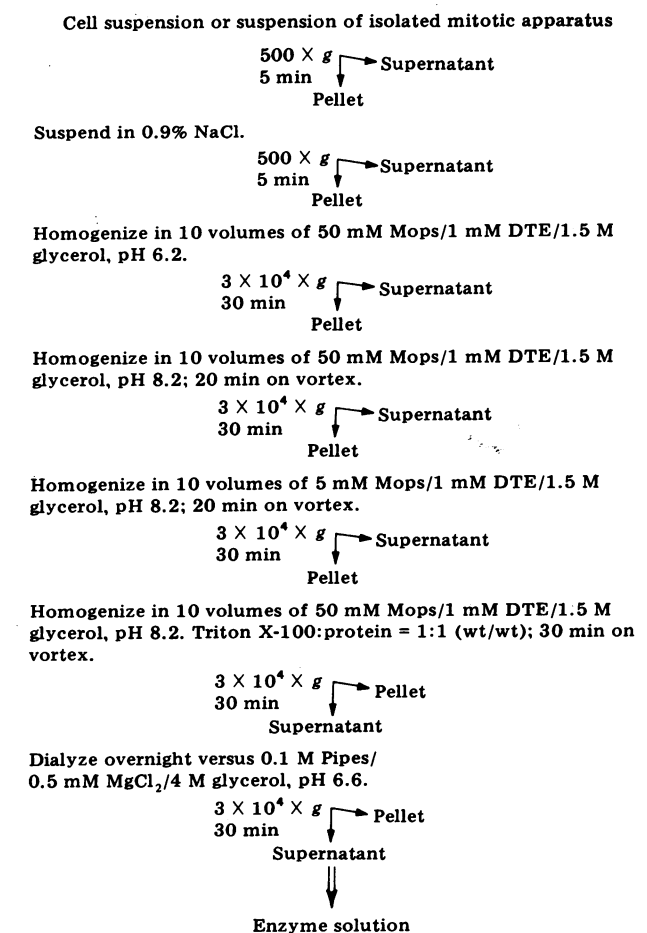 Cell suspension or suspension of isolated mitotic apparatus
500 × g
5 min
Supernatant
Pellet
Suspend in 0.9% NaCl.
500 × g
5 min
Supernatant
Pellet
Homogenize in 10 volumes of 50 mM Mops/1 mM DTE/1.5 M
glycerol, pH 6.2.
3 × 10⁴ × g
30 min
Supernatant
Pellet
Homogenize in 10 volumes of 50 mM Mops/1 mM DTE/1.5 M
glycerol, pH 8.2; 20 min on vortex.
3 × 10⁴ × g
30 min
Supernatant
Pellet
Homogenize in 10 volumes of 5 mM Mops/1 mM DTE/1.5 M
glycerol, pH 8.2; 20 min on vortex.
3 × 10⁴ × g
30 min
Supernatant
Pellet
Homogenize in 10 volumes of 50 mM Mops/1 mM DTE/1.5 M
glycerol, pH 8.2. Triton X-100:protein = 1:1 (wt/wt); 30 min on
vortex.
3 × 10⁴ × g
30 min
Pellet
Supernatant
Dialyze overnight versus 0.1 M Pipes/
0.5 mM MgCl₂/4 M glycerol, pH 6.6.
3 × 10⁴ × g
30 min
Pellet
Supernatant
Enzyme solution